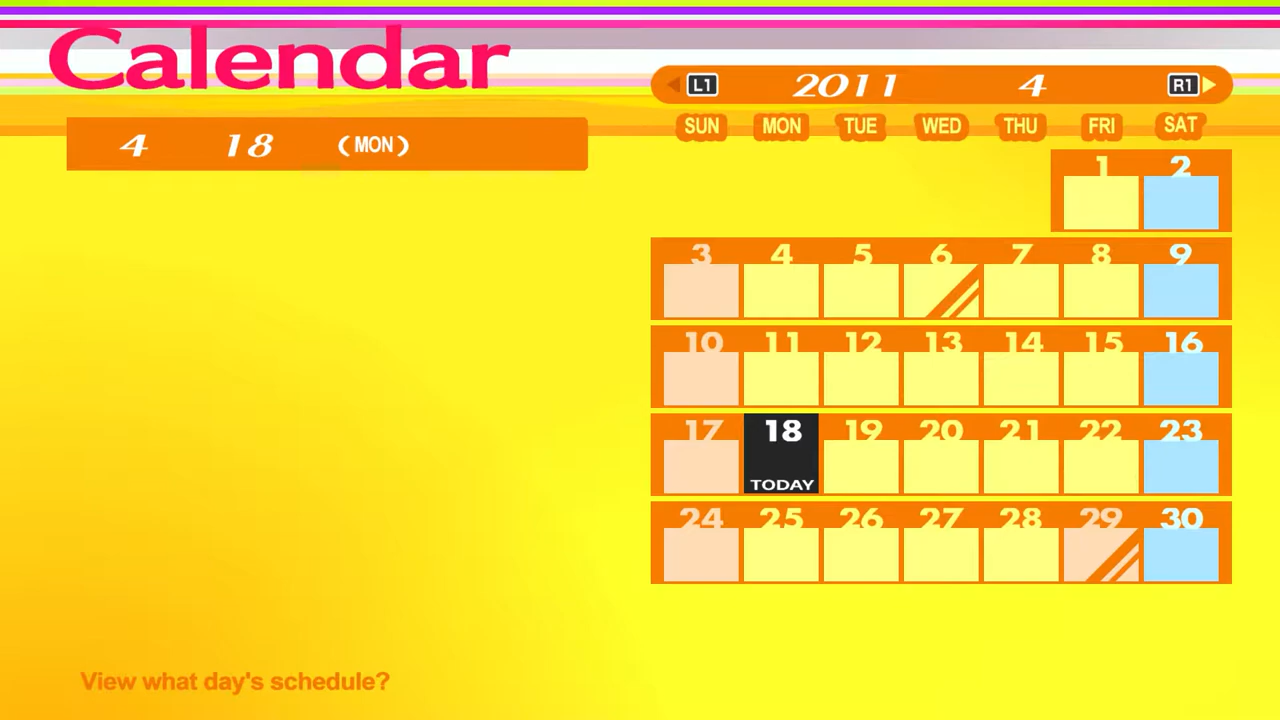 Calendar
L1 2011 4 R1
4 18 (MON)
SUN MON TUE WED THU FRI SAT
1 2
3 4 5 6 7 8 9
10 11 12 13 14 15 16
17 18 19 20 21 22 23
TODAY
24 25 26 27 28 29 30
View what day's schedule?